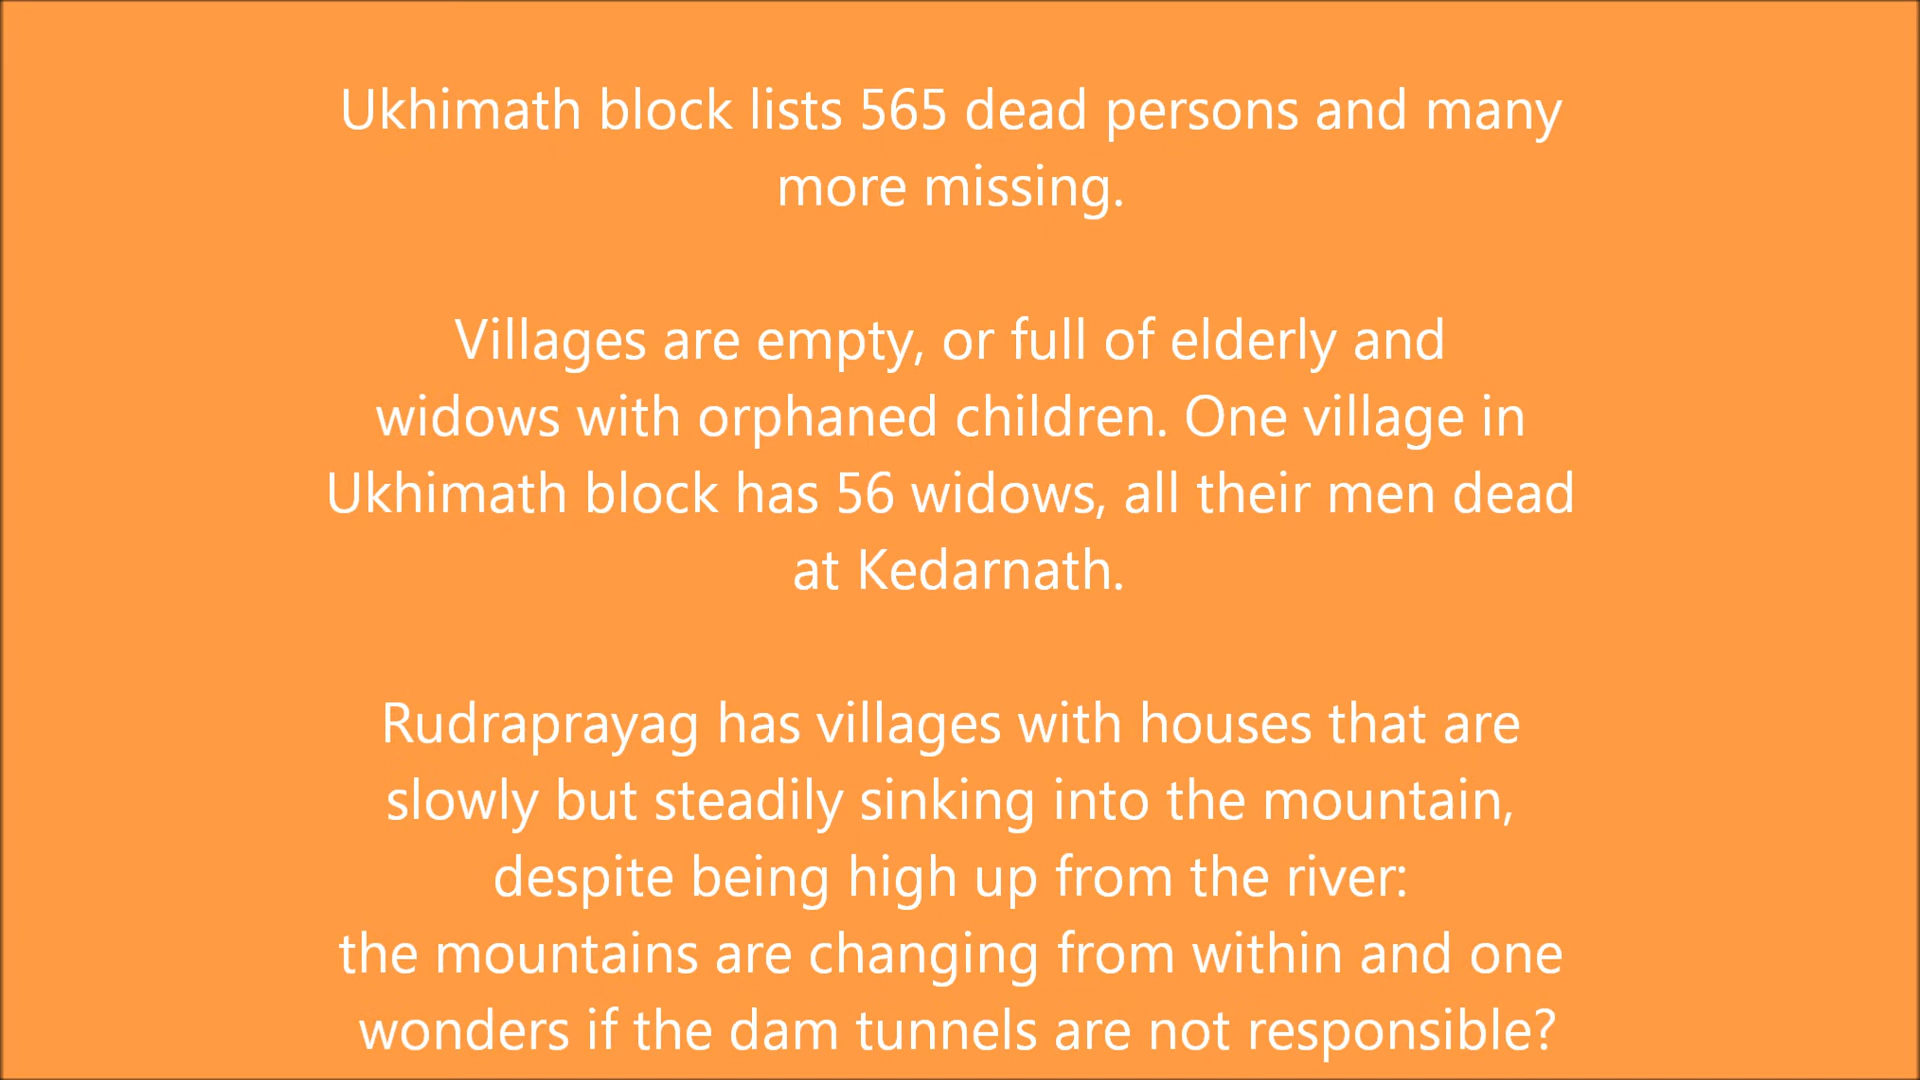 Ukhimath block lists 565 dead persons and many
more missing.
Villages are empty, or full of elderly and
widows with orphaned children. One village in
Ukhimath block has 56 widows, all their men dead
at Kedarnath.
Rudraprayag has villages with houses that are
slowly but steadily sinking into the mountain,
despite being high up from the river:
the mountains are changing from within and one
wonders if the dam tunnels are not responsible?